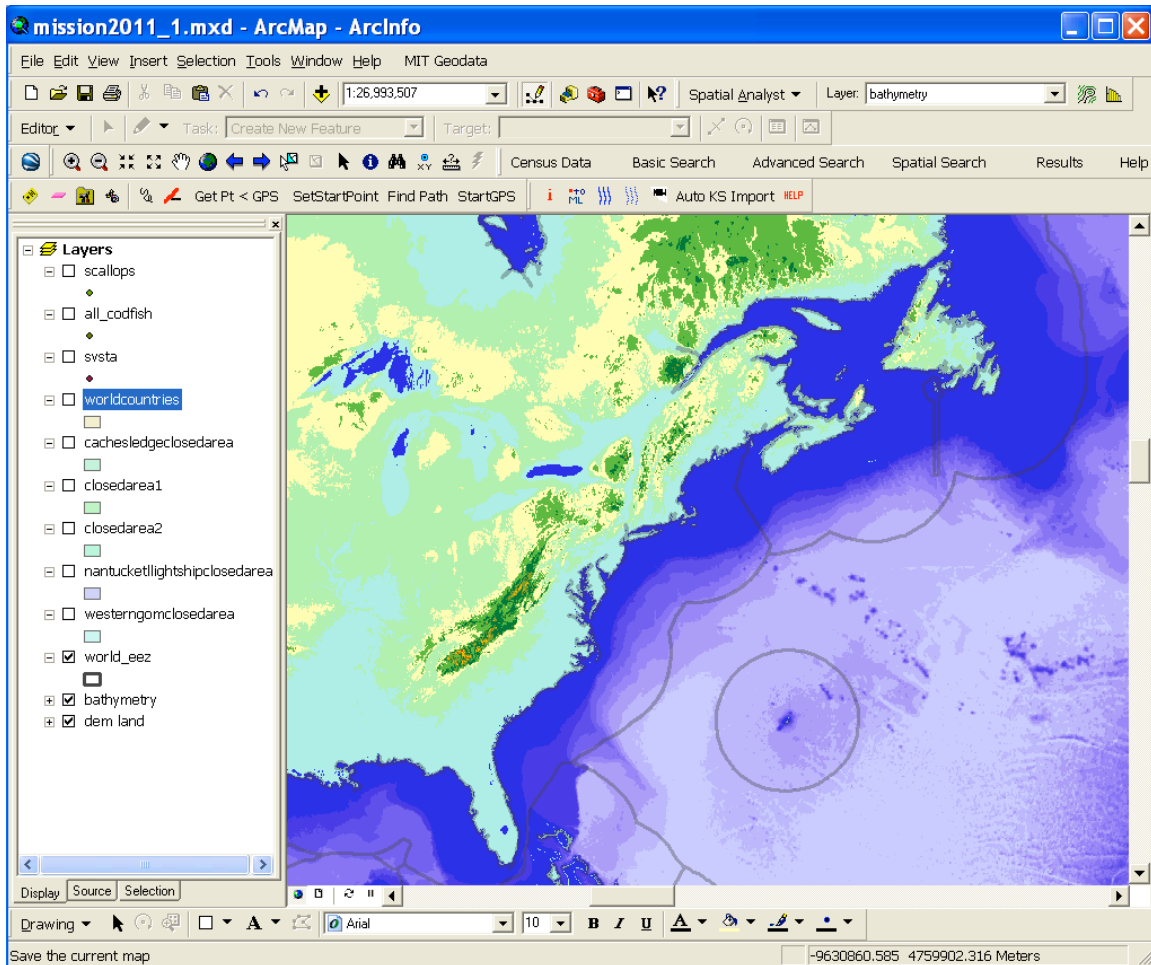 mission2011_1.mxd - ArcMap - ArcInfo
File Edit View Insert Selection Tools Window Help MIT Geodata
1:26,993,507 Spatial Analyst Layer: bathymetry
Editor Task: Create New Feature Target:
Census Data Basic Search Advanced Search Spatial Search Results Help
Get Pt < GPS SetStartPoint Find Path StartGPS i ML Auto KS Import HELP
Layers
scallops
all_codfish
svsta
worldcountries
cachesledgeclosedarea
closedarea1
closedarea2
nantucketllightshipclosedarea
westerngomclosedarea
world_eez
bathymetry
dem land
Display Source Selection
Drawing A Arial 10 B I U A
Save the current map -9630860.585 4759902.316 Meters